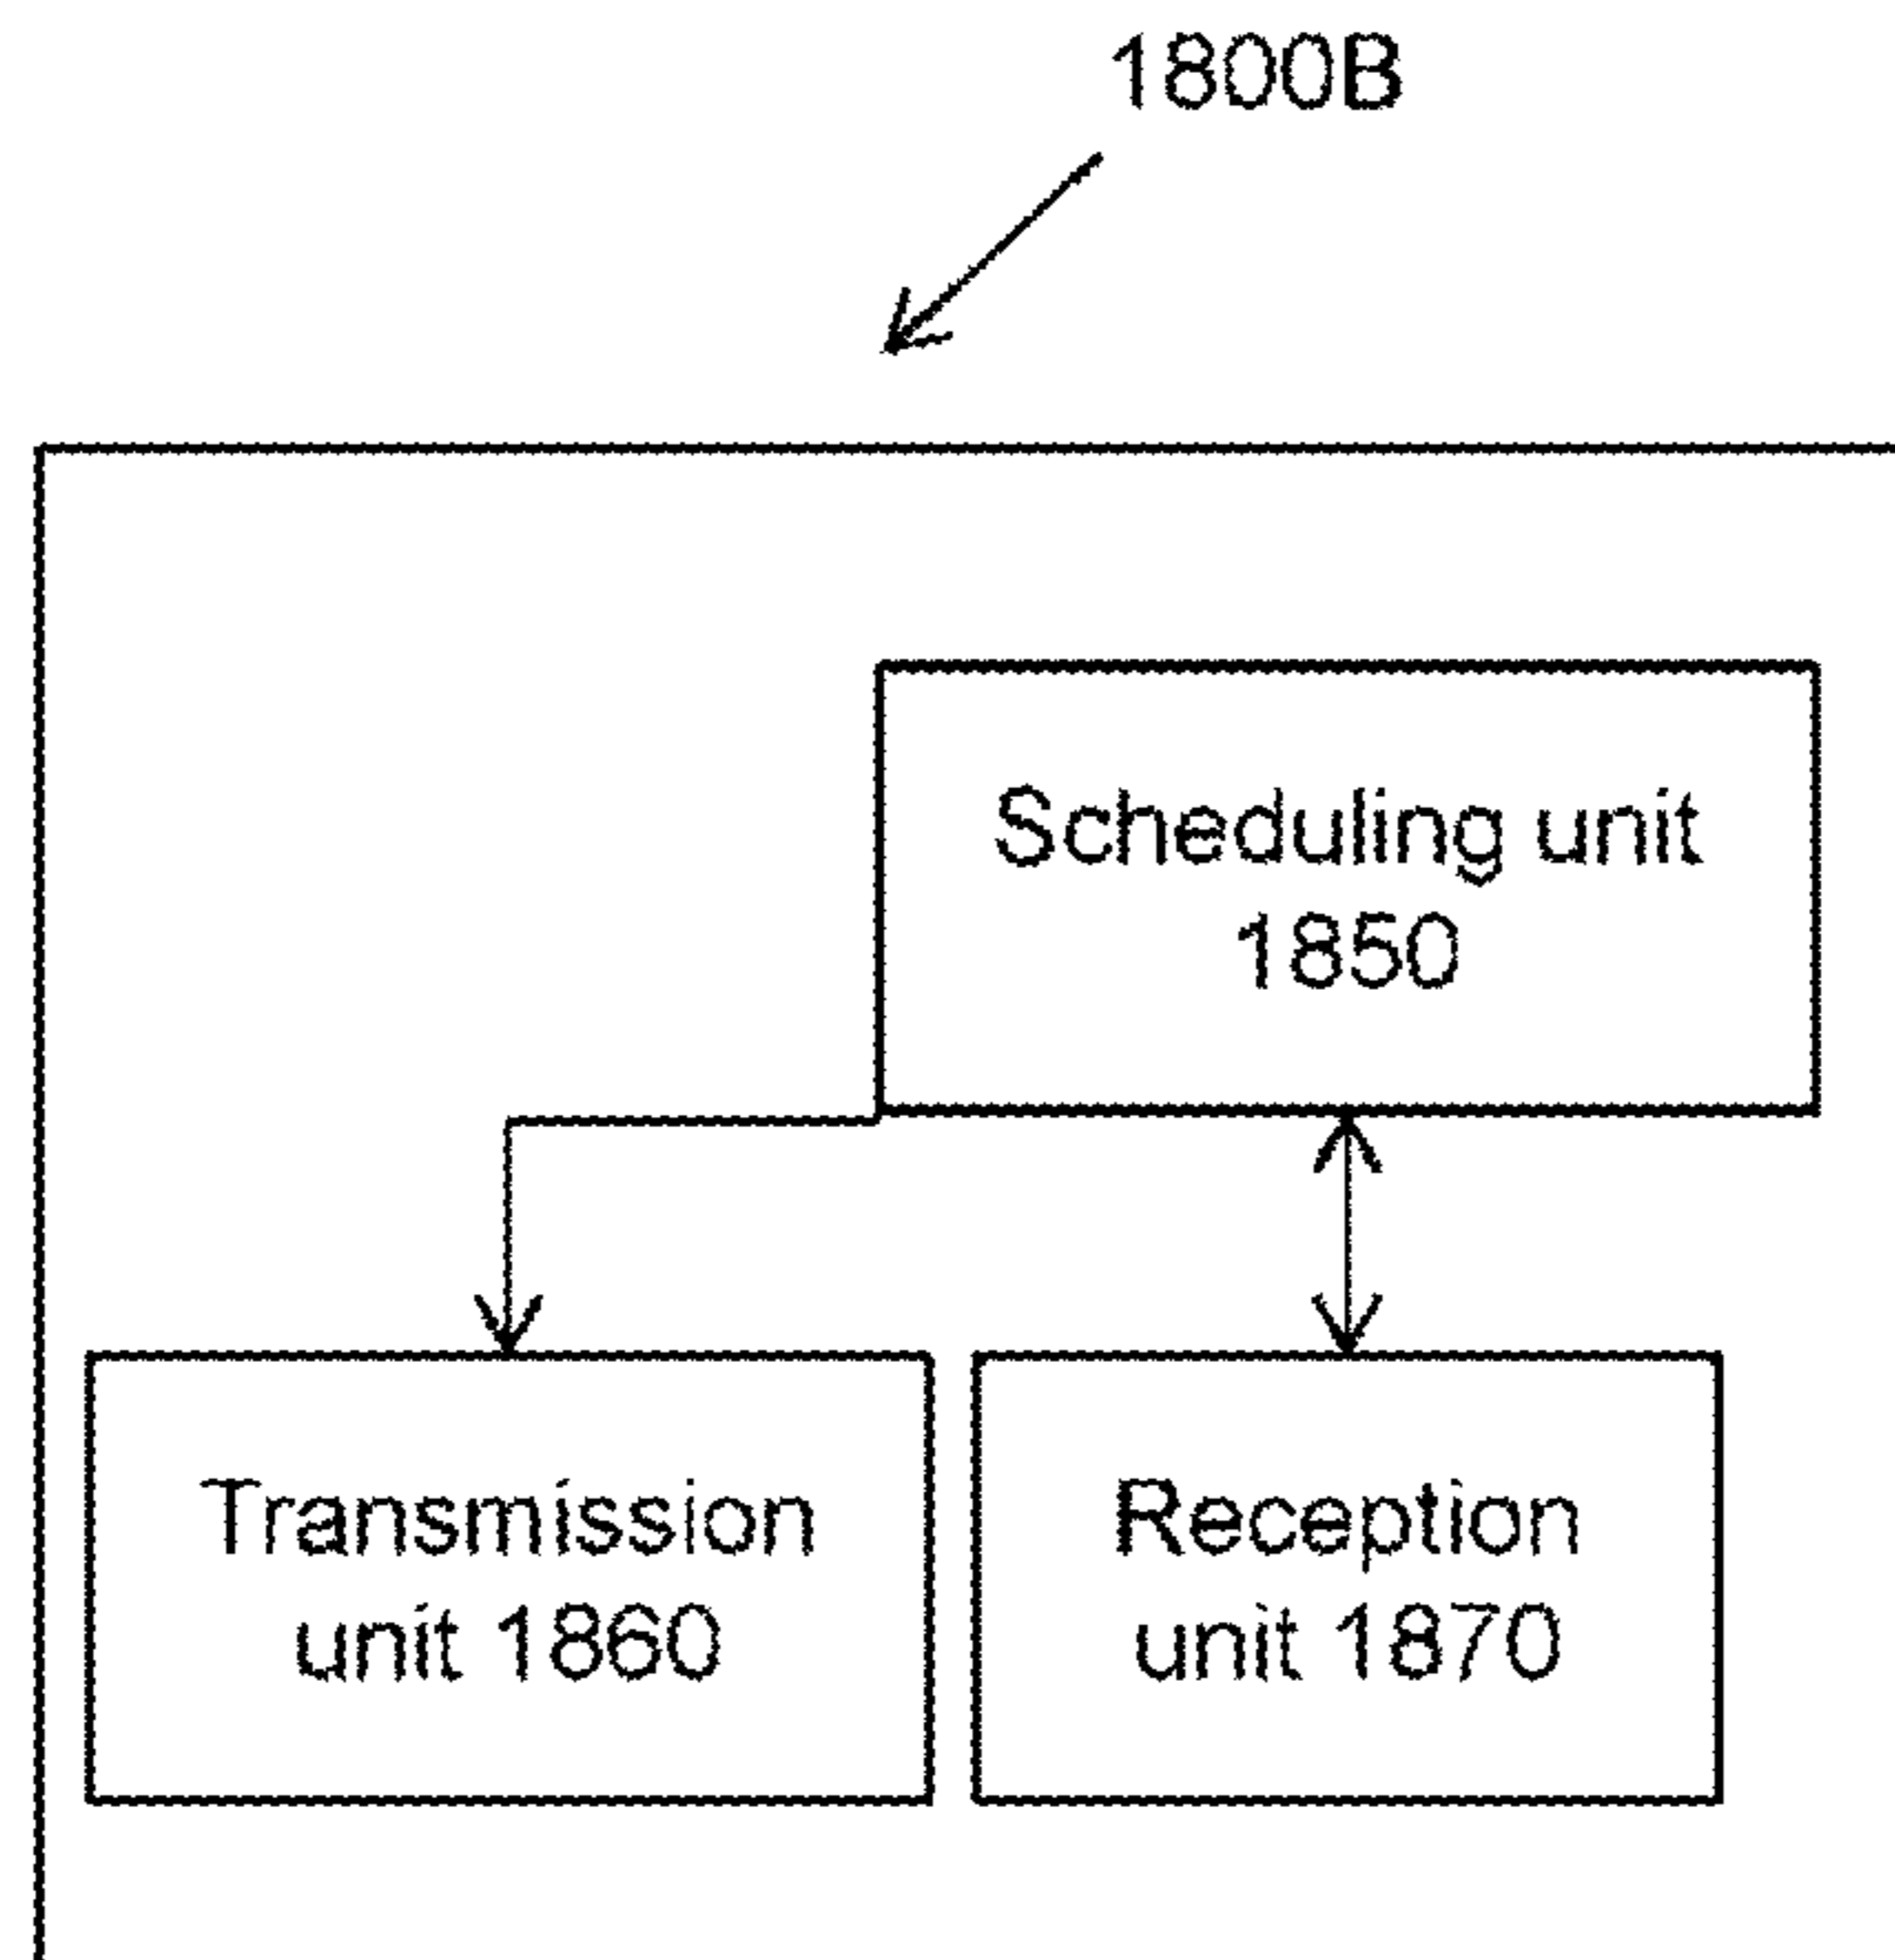 1800B
Scheduling unit
1850
Transmission
unit 1860
Reception
unit 1870